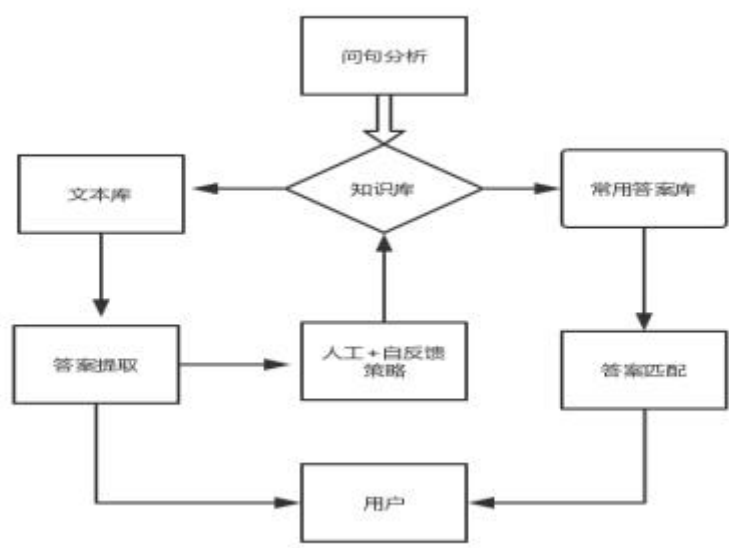 问句分析
文本库
知识库
常用答案库
答案提取
人工+自反馈
策略
答案匹配
用户